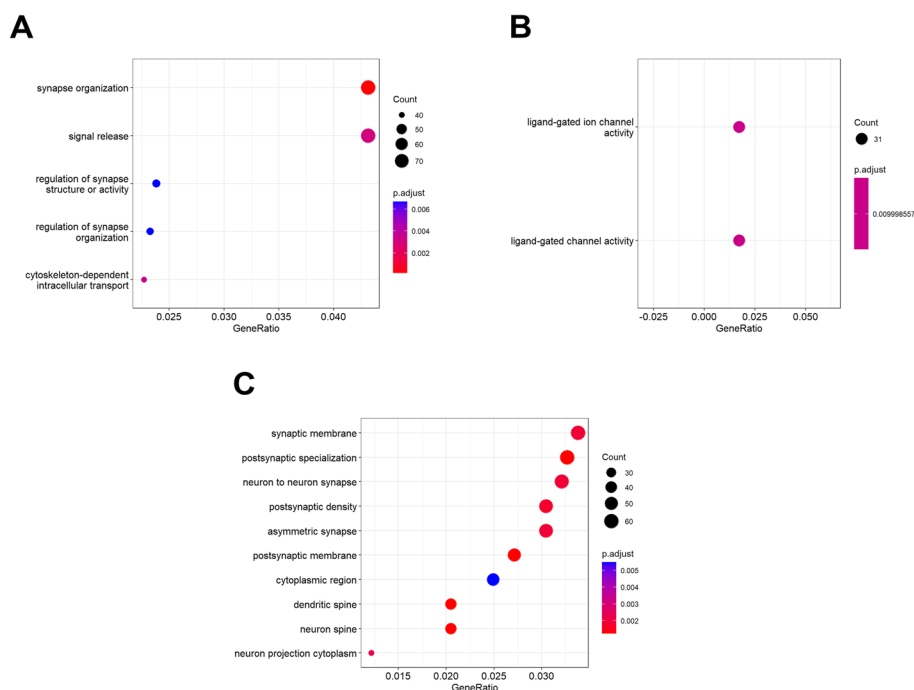 A
synapse organization
signal release
regulation of synapse
structure or activity
regulation of synapse
organization
cytoskeleton-dependent
intracellular transport
0.025
0.030
0.035
0.040
GeneRatio
Count
40
50
60
70
p.adjust
0.006
0.004
0.002
B
ligand-gated ion channel
activity
ligand-gated channel activity
-0.025
0.000
0.025
0.050
GeneRatio
Count
31
p.adjust
0.009998557
C
synaptic membrane
postsynaptic specialization
neuron to neuron synapse
postsynaptic density
asymmetric synapse
postsynaptic membrane
cytoplasmic region
dendritic spine
neuron spine
neuron projection cytoplasm
0.015
0.020
0.025
0.030
GeneRatio
Count
30
40
50
60
p.adjust
0.005
0.004
0.003
0.002